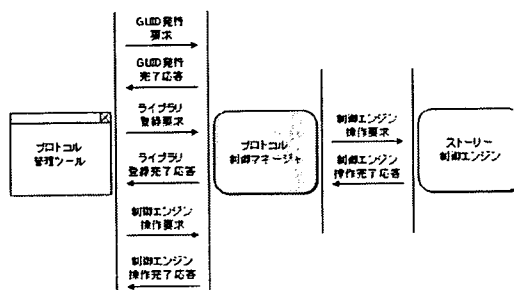 GUID発行
要求
GUID発行
完了応答
ライブラリ
登録要求
ライブラリ
登録完了応答
制御エンジン
操作要求
制御エンジン
操作完了応答
プロトコル
管理ツール
プロトコル
制御マネージャ
制御エンジン
操作要求
制御エンジン
操作完了応答
ストーリー
制御エンジン